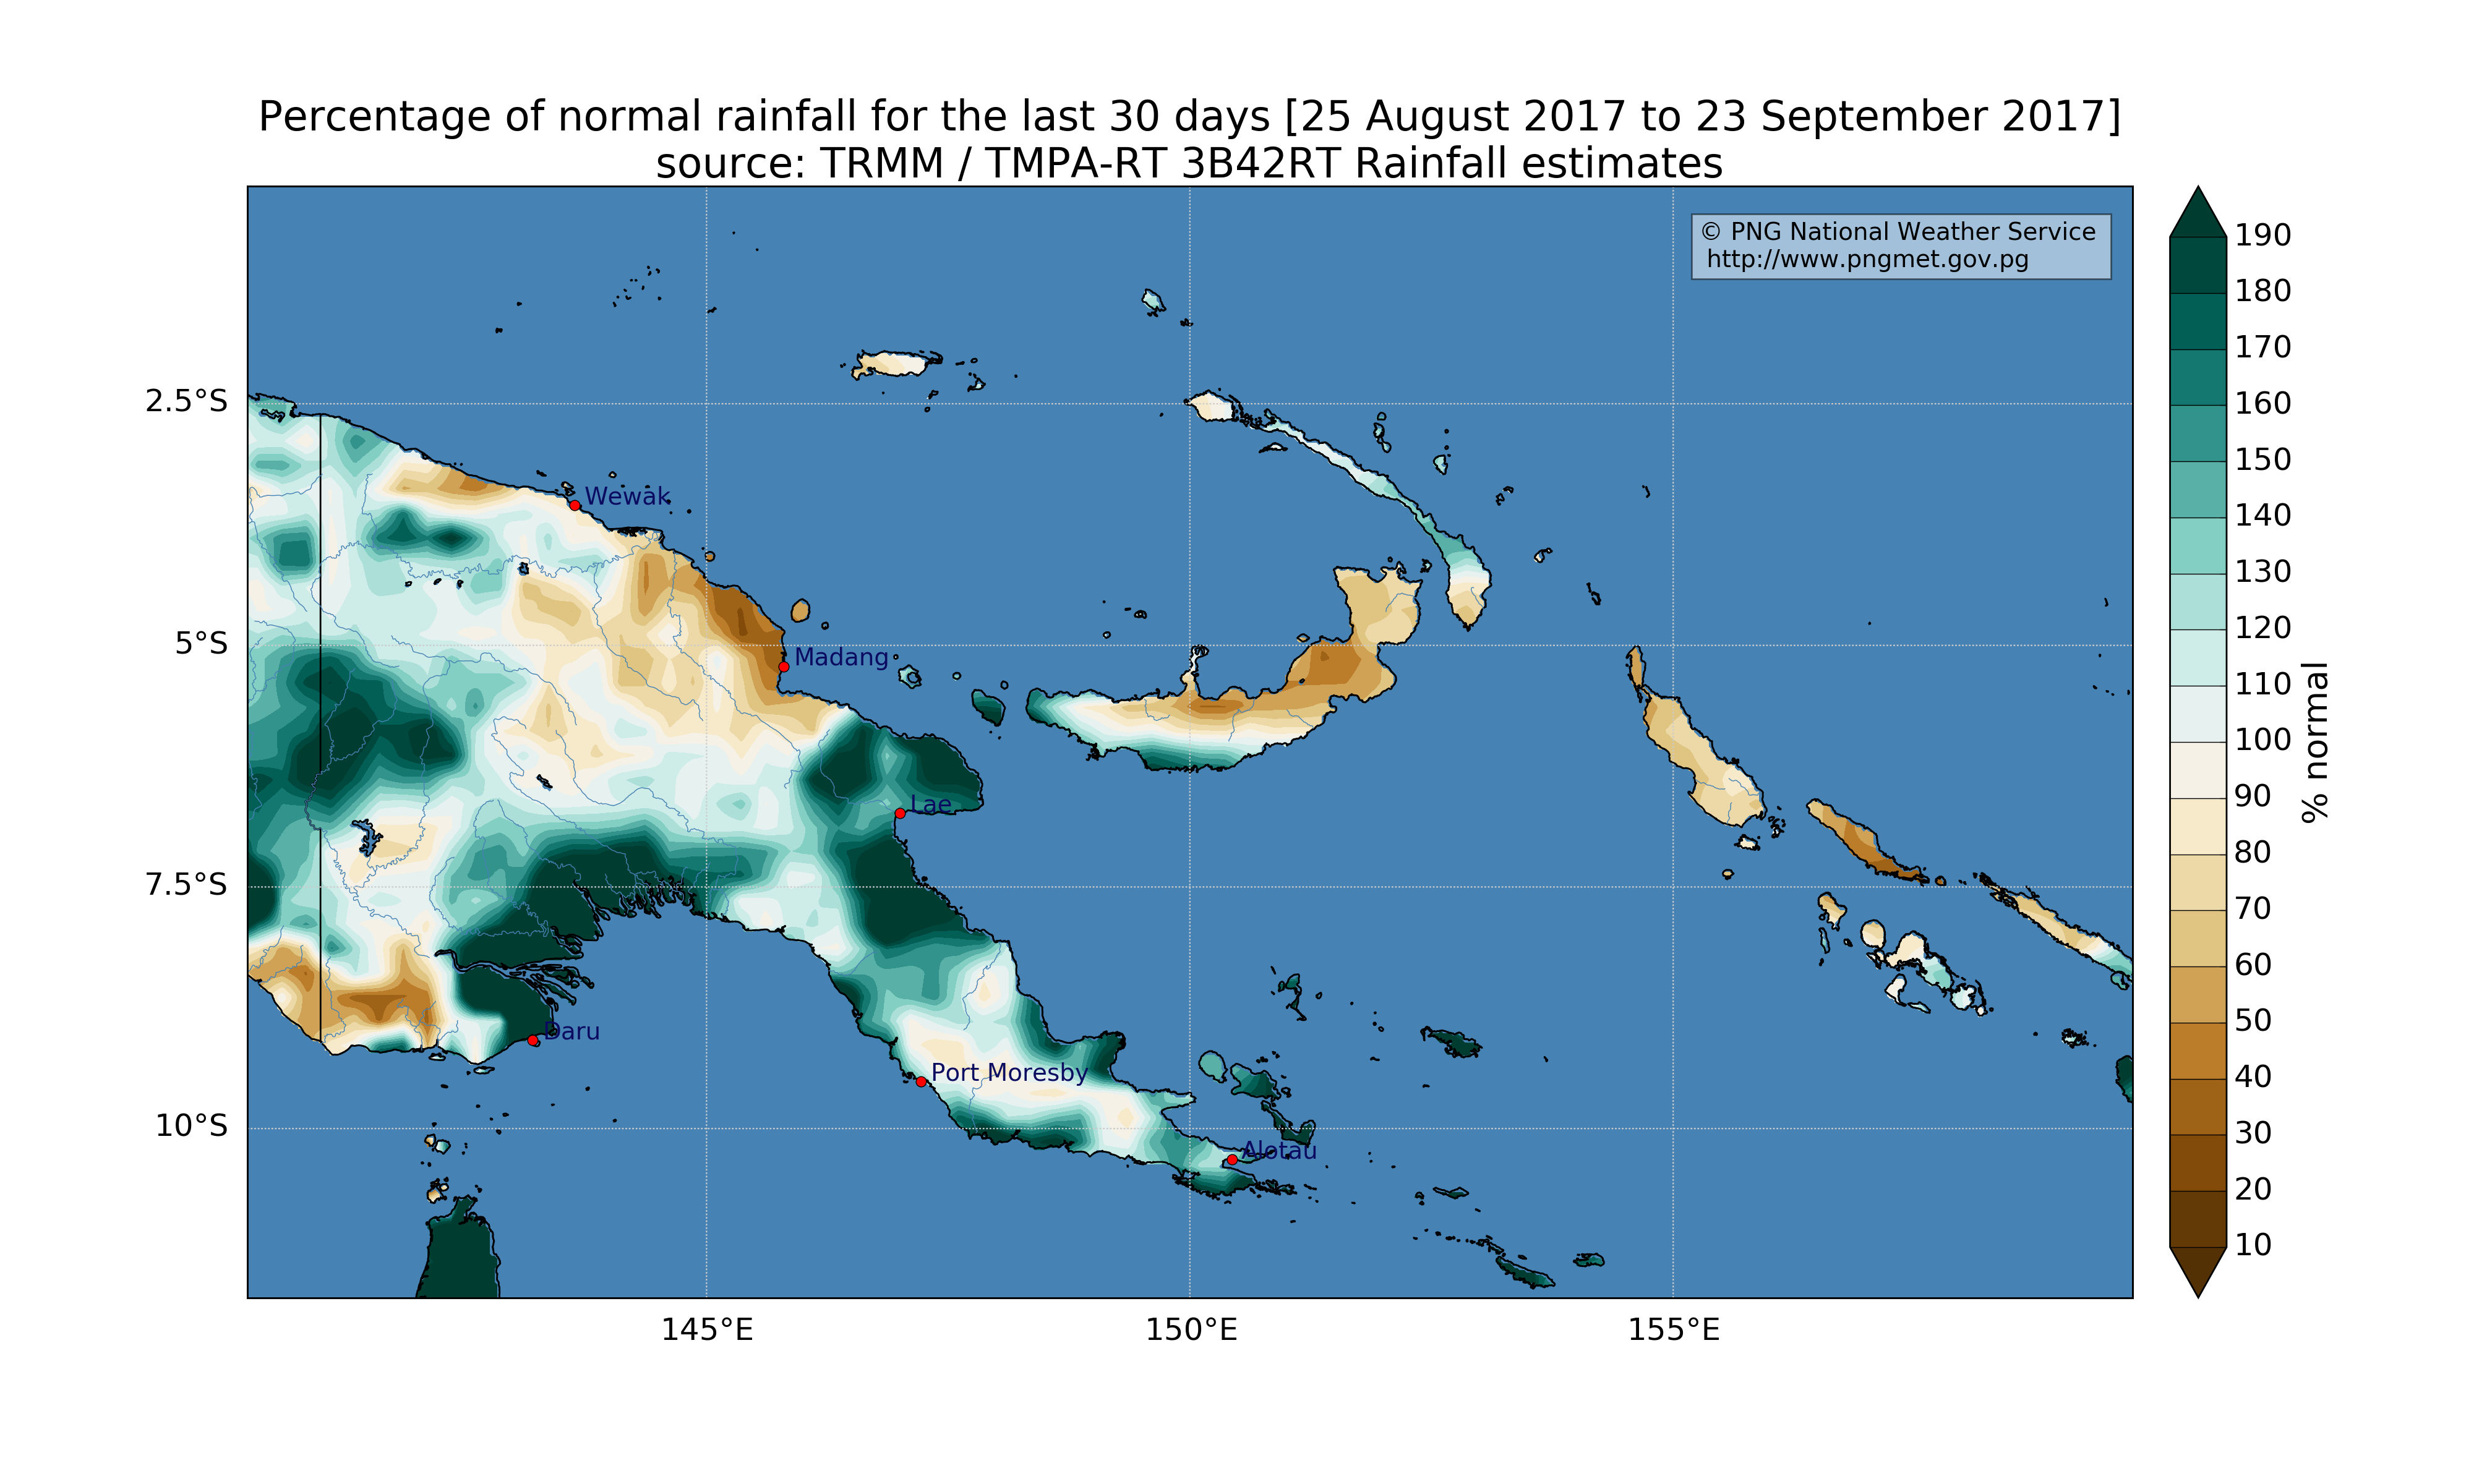 Percentage of normal rainfall for the last 30 days [25 August 2017 to 23 September 2017]
source: TRMM / TMPA-RT 3B42RT Rainfall estimates
© PNG National Weather Service
http://www.pngmet.gov.pg
2.5°S
5°S
7.5°S
10°S
145°E
150°E
155°E
Wewak
Madang
Lae
Daru
Port Moresby
Alotau
190
180
170
160
150
140
130
120
110
100
90
80
70
60
50
40
30
20
10
% normal